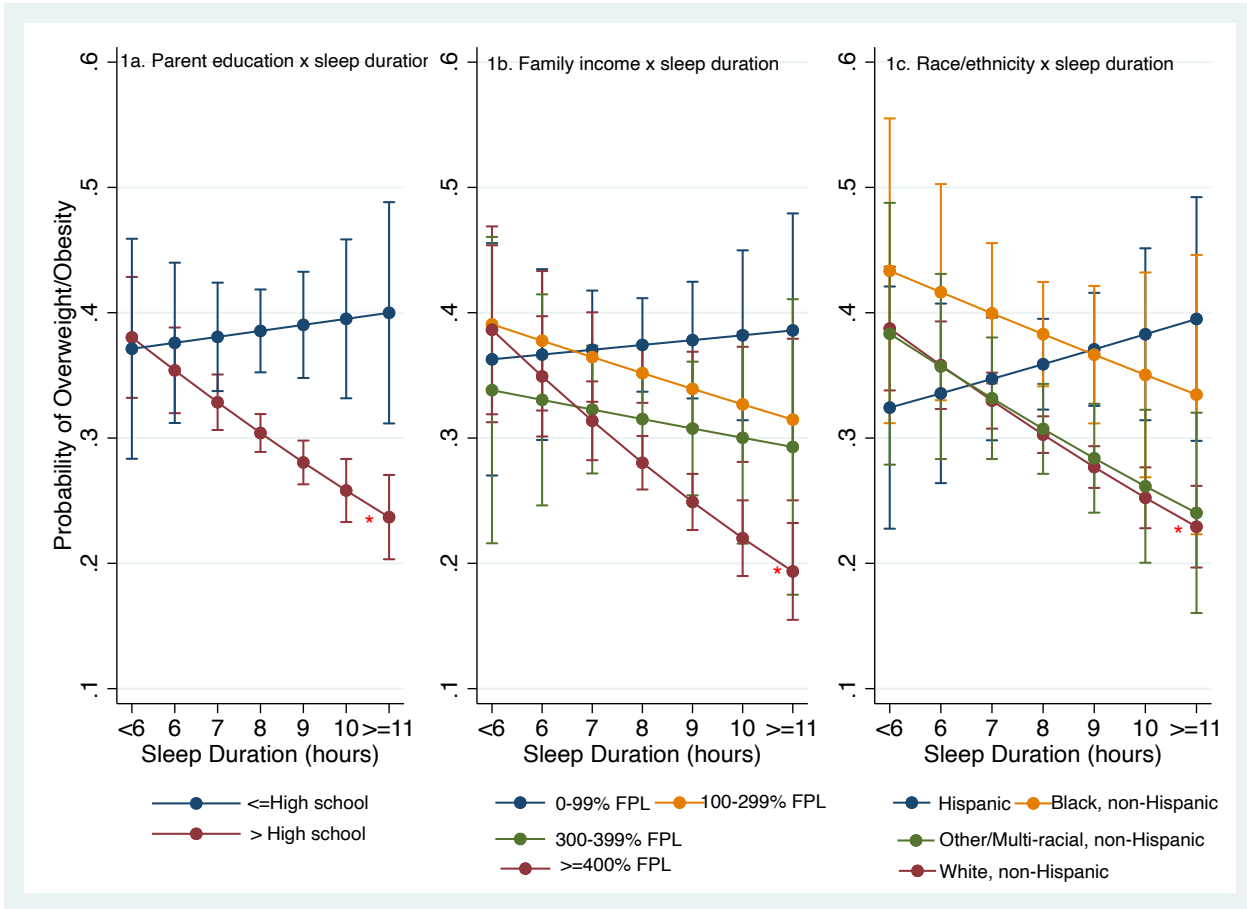 1a. Parent education x sleep duration
1b. Family income x sleep duration
1c. Race/ethnicity x sleep duration
Probability of Overweight/Obesity
.6
.5
.4
.3
.2
.1
<6 6 7 8 9 10 >=11
Sleep Duration (hours)
<=High school
> High school
.6
.5
.4
.3
.2
.1
*
<6 6 7 8 9 10 >=11
Sleep Duration (hours)
0-99% FPL
100-299% FPL
300-399% FPL
>=400% FPL
*
.6
.5
.4
.3
.2
.1
*
<6 6 7 8 9 10 >=11
Sleep Duration (hours)
Hispanic
Black, non-Hispanic
Other/Multi-racial, non-Hispanic
White, non-Hispanic